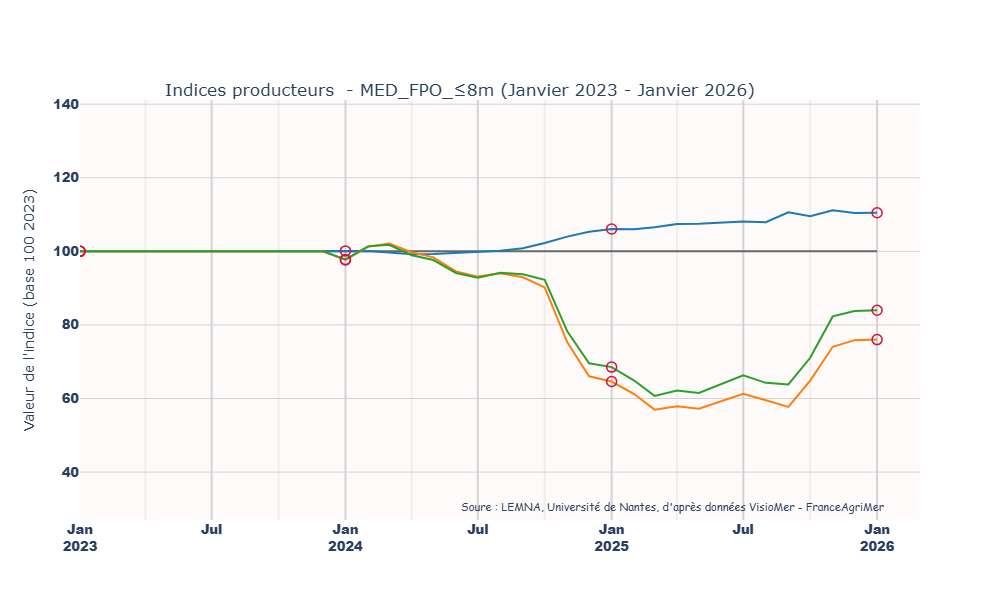 Indices producteurs - MED_FPO_≤8m (Janvier 2023 - Janvier 2026)
Valeur de l'indice (base 100 2023)
140
120
100
80
60
40
Soure : LEMNA, Université de Nantes, d'après données VisioMer - FranceAgriMer
Jan Jul Jan Jul Jan Jul Jan
2023 2024 2025 2026